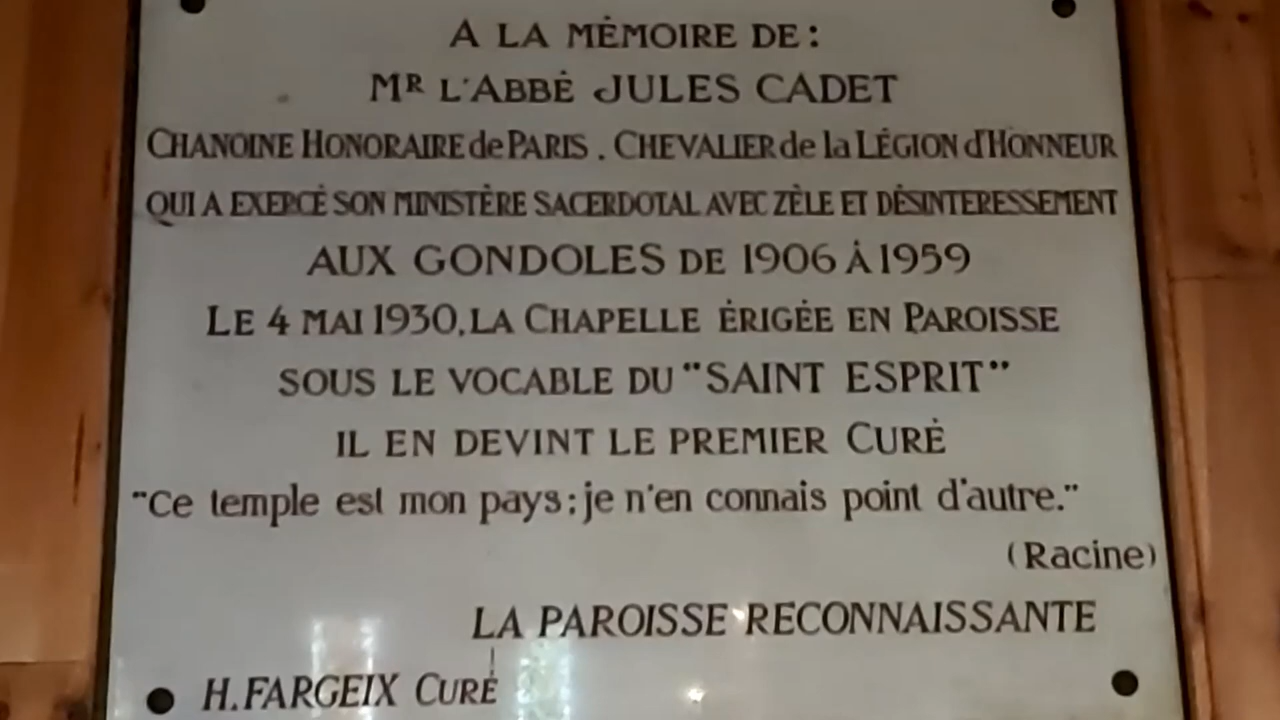 A LA MÉMOIRE DE :
MR L'ABBÉ JULES CADET
CHANOINE HONORAIRE de PARIS . CHEVALIER de la LÉGION d'HONNEUR
QUI A EXERCÉ SON MINISTÈRE SACERDOTAL AVEC ZÈLE ET DÉSINTERESSEMENT
AUX GONDOLES DE 1906 À 1959
LE 4 MAI 1930, LA CHAPELLE ÉRIGÉE EN PAROISSE
SOUS LE VOCABLE DU "SAINT ESPRIT"
IL EN DEVINT LE PREMIER CURÉ
"Ce temple est mon pays ; je n'en connais point d'autre."
(Racine)
LA PAROISSE RECONNAISSANTE
H. FARGEIX CURÉ